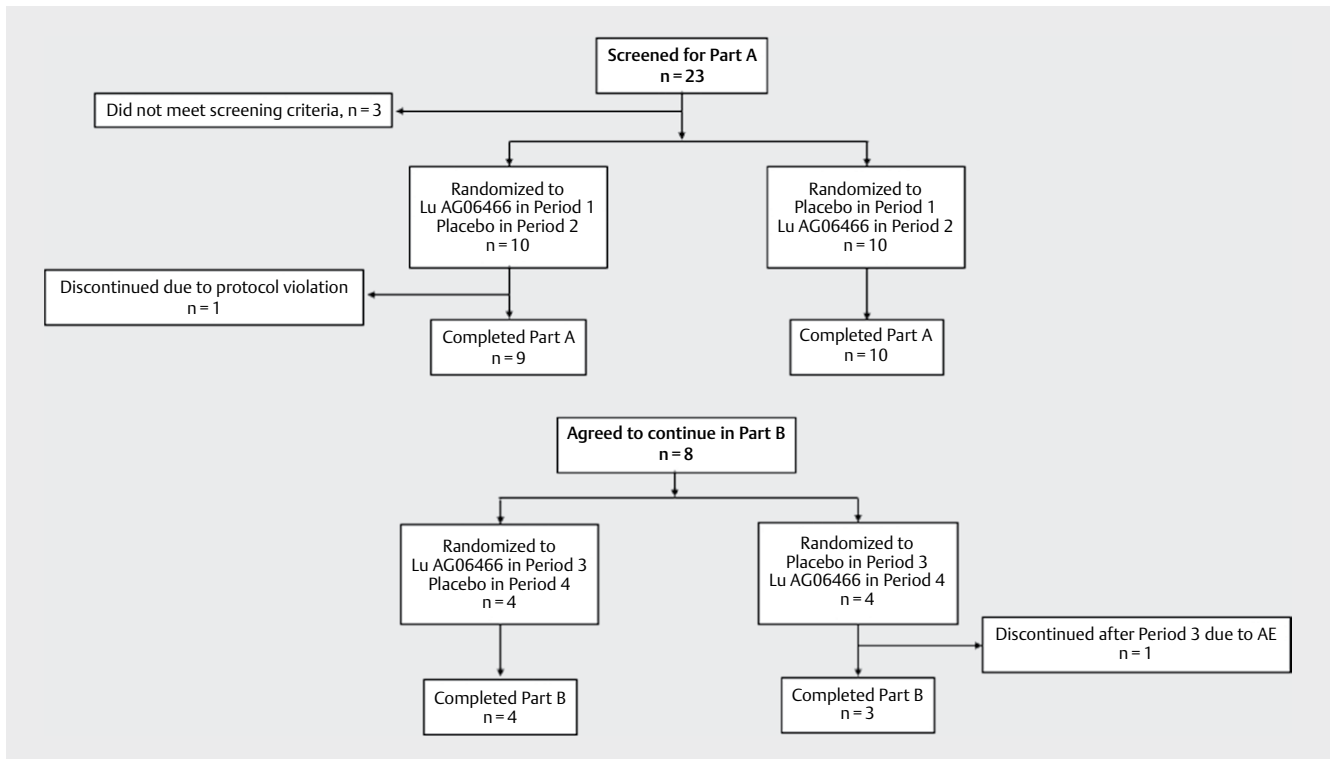 Screened for Part A
n = 23
Did not meet screening criteria, n = 3
Randomized to
Lu AG06466 in Period 1
Placebo in Period 2
n = 10
Randomized to
Placebo in Period 1
Lu AG06466 in Period 2
n = 10
Discontinued due to protocol violation
n = 1
Completed Part A
n = 9
Completed Part A
n = 10
Agreed to continue in Part B
n = 8
Randomized to
Lu AG06466 in Period 3
Placebo in Period 4
n = 4
Randomized to
Placebo in Period 3
Lu AG06466 in Period 4
n = 4
Discontinued after Period 3 due to AE
n = 1
Completed Part B
n = 4
Completed Part B
n = 3